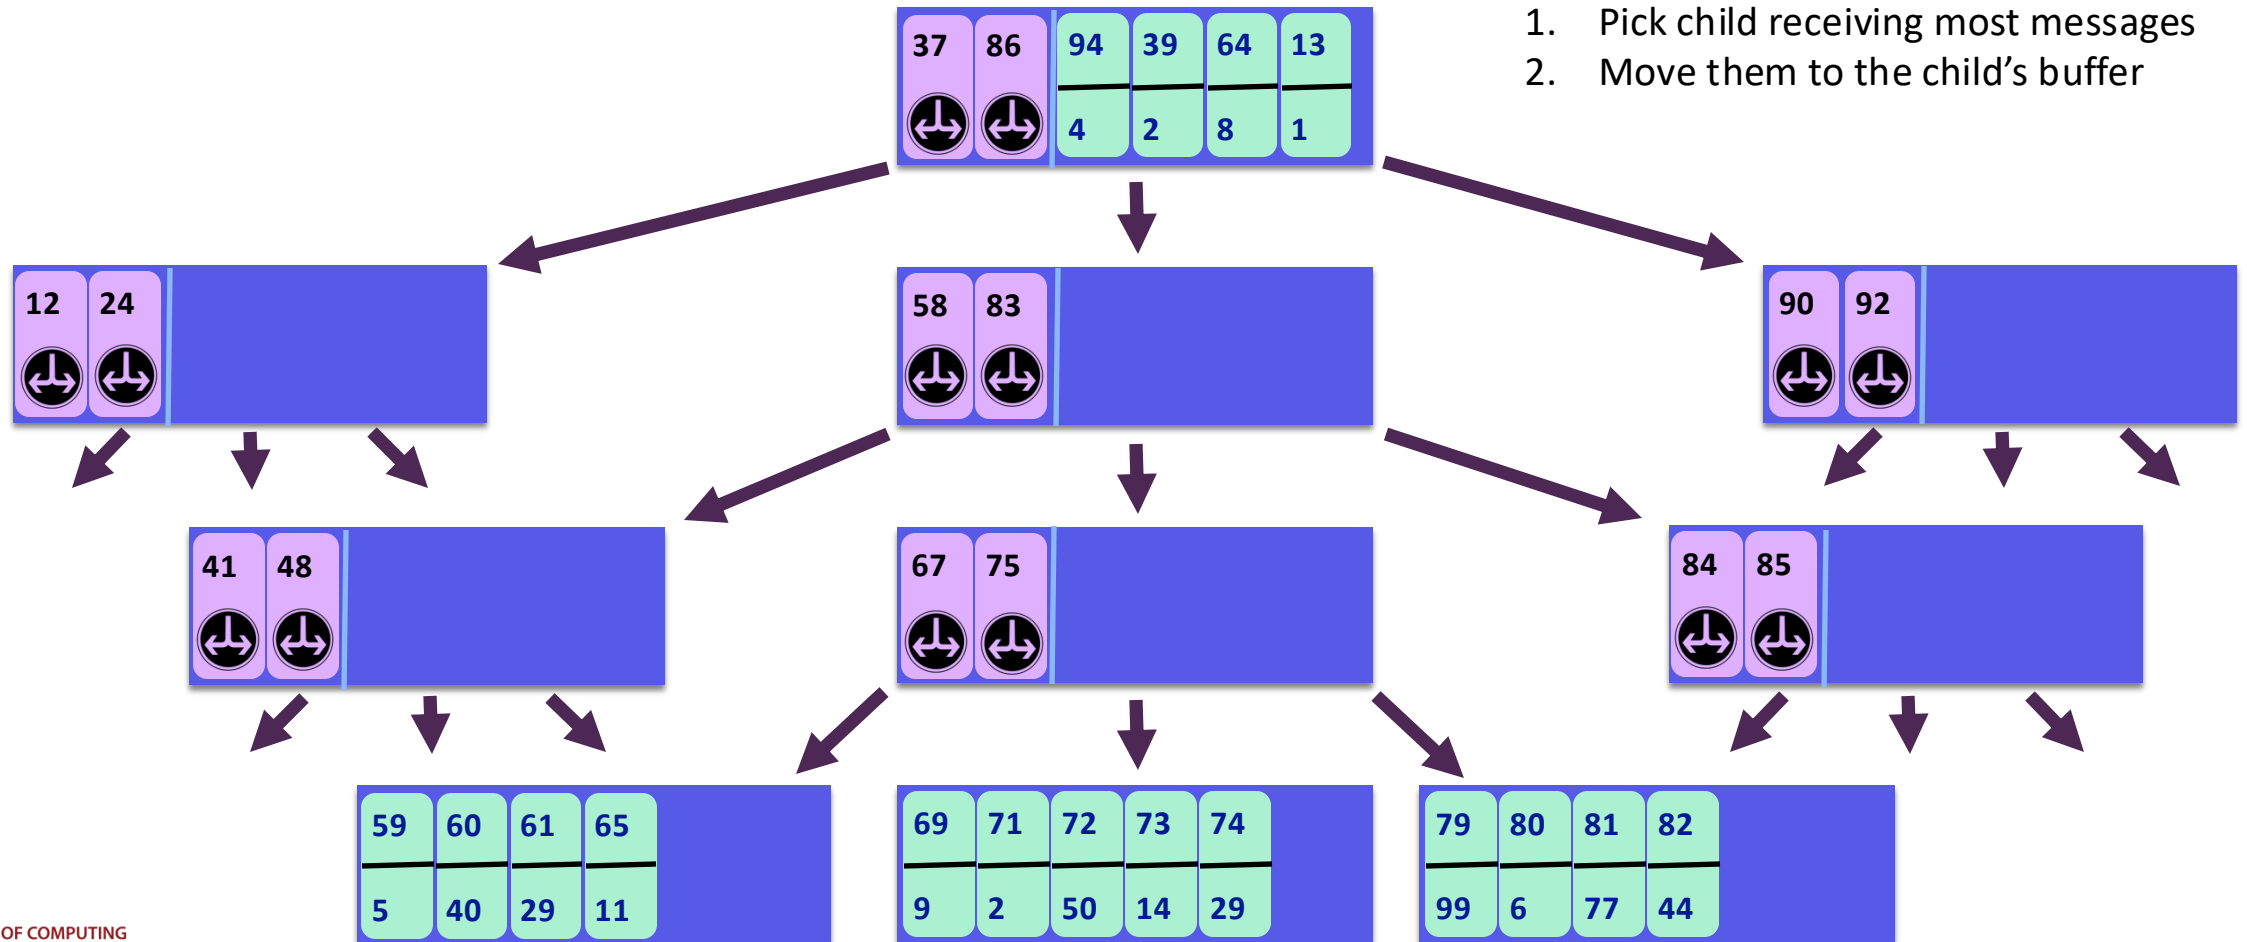 37 86 94 39 64 13
4 2 8 1
1. Pick child receiving most messages
2. Move them to the child's buffer
12 24
58 83
90 92
41 48
67 75
84 85
59 60 61 65
5 40 29 11
69 71 72 73 74
9 2 50 14 29
79 80 81 82
99 6 77 44
OF COMPUTING